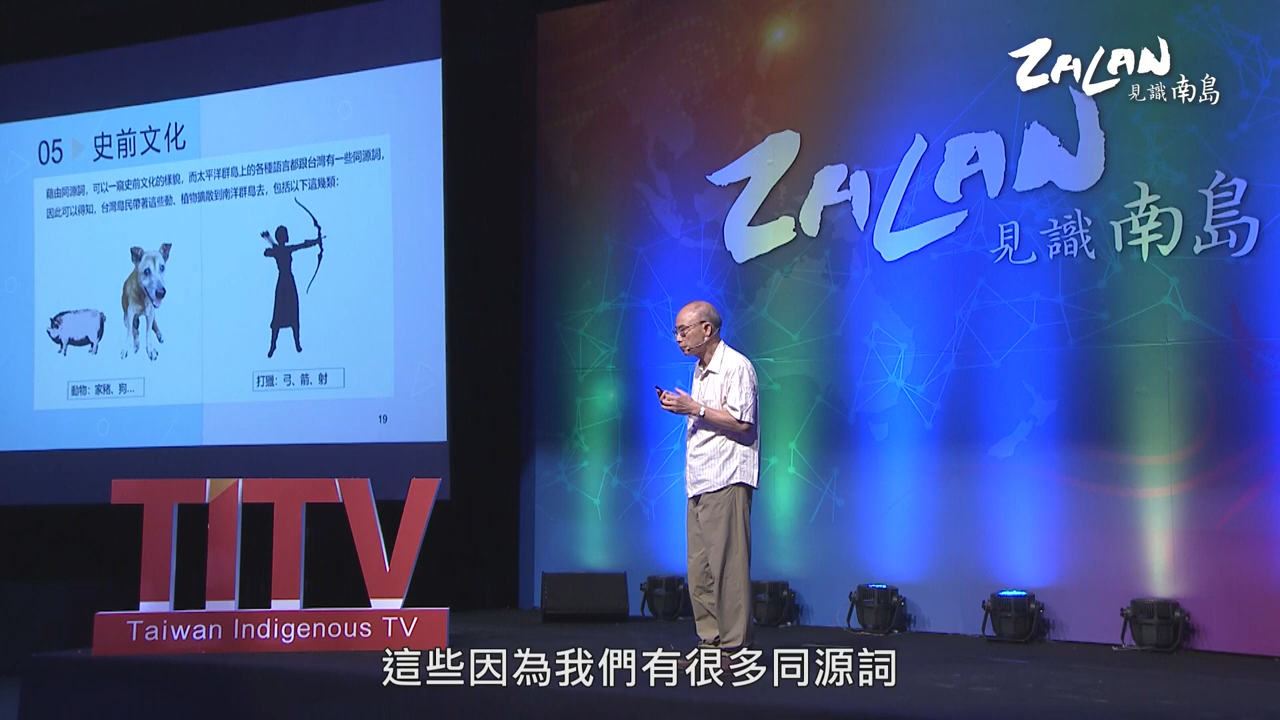 ZALAN
見識南島
ZALAN
見識南島
05 史前文化
藉由同源詞，可以一窺史前文化的樣貌，而太平洋群島上的各種語言都跟台灣有一些同源詞，
因此可以得知，台灣島民帶著這些動、植物擴散到南洋群島去，包括以下這幾類：
動物：家豬、狗...
打獵：弓、箭、射
19
TITV
Taiwan Indigenous TV
這些因為我們有很多同源詞